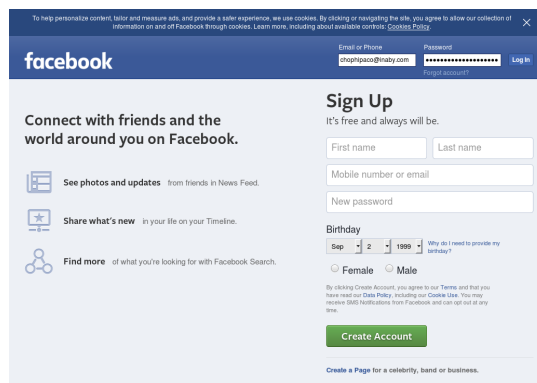 To help personalize content, tailor and measure ads, and provide a safer experience, we use cookies. By clicking or navigating the site, you agree to allow our collection of
information on and off Facebook through cookies. Learn more, including about available controls: Cookies Policy.
facebook
Email or Phone
Password
chophipaco@inaby.com
Log In
Forgot account?
Connect with friends and the
world around you on Facebook.
See photos and updates from friends in News Feed.
Share what's new in your life on your Timeline.
Find more of what you're looking for with Facebook Search.
Sign Up
It's free and always will be.
First name
Last name
Mobile number or email
New password
Birthday
Sep 2 1999
Why do I need to provide my
birthday?
Female Male
By clicking Create Account, you agree to our Terms and that you
have read our Data Policy, including our Cookie Use. You may
receive SMS Notifications from Facebook and can opt out at any
time.
Create Account
Create a Page for a celebrity, band or business.